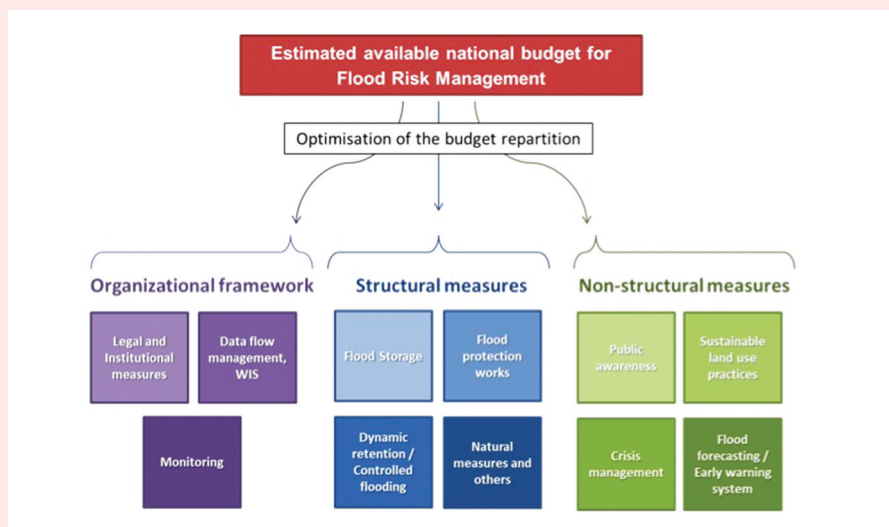 Estimated available national budget for
Flood Risk Management
Optimisation of the budget repartition
Organizational framework
Structural measures
Non-structural measures
Legal and
Institutional
measures
Data flow
management,
WIS
Monitoring
Flood Storage
Flood
protection
works
Dynamic
retention /
Controlled
flooding
Natural
measures and
others
Public
awareness
Sustainable
land use
practices
Crisis
management
Flood
forecasting /
Early warning
system